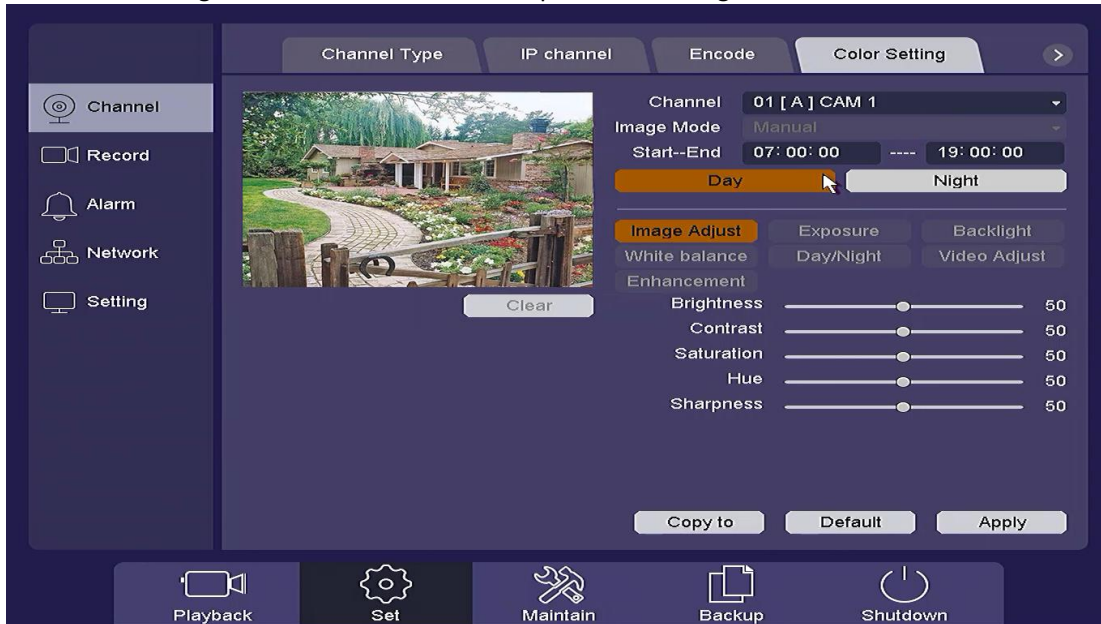 Channel Type
IP channel
Encode
Color Setting
Channel
Record
Alarm
Network
Setting
Clear
Channel 01 [ A ] CAM 1
Image Mode Manual
Start--End 07: 00: 00 ---- 19: 00: 00
Day Night
Image Adjust Exposure Backlight
White balance Day/Night Video Adjust
Enhancement
Brightness 50
Contrast 50
Saturation 50
Hue 50
Sharpness 50
Copy to Default Apply
Playback Set Maintain Backup Shutdown